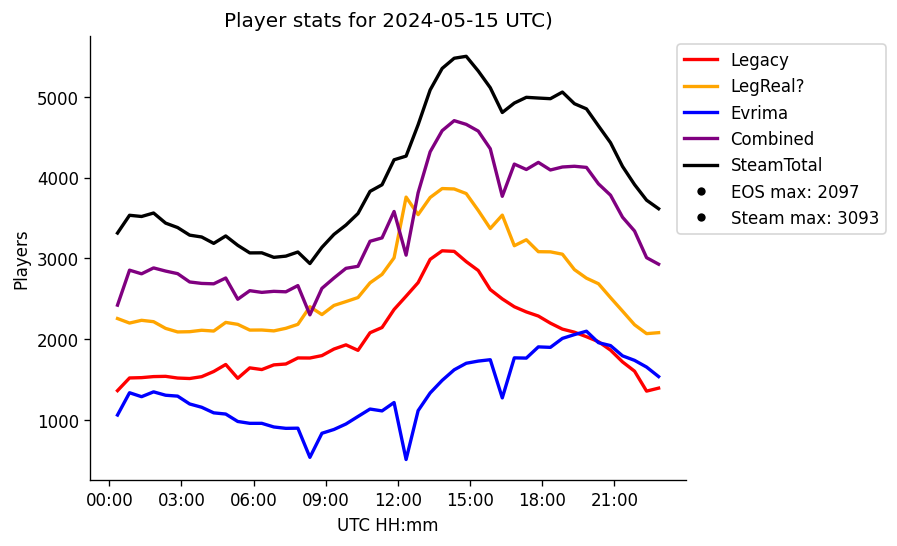 Player stats for 2024-05-15 UTC)
Players
5000
4000
3000
2000
1000
00:00 03:00 06:00 09:00 12:00 15:00 18:00 21:00
UTC HH:mm
Legacy
LegReal?
Evrima
Combined
SteamTotal
EOS max: 2097
Steam max: 3093